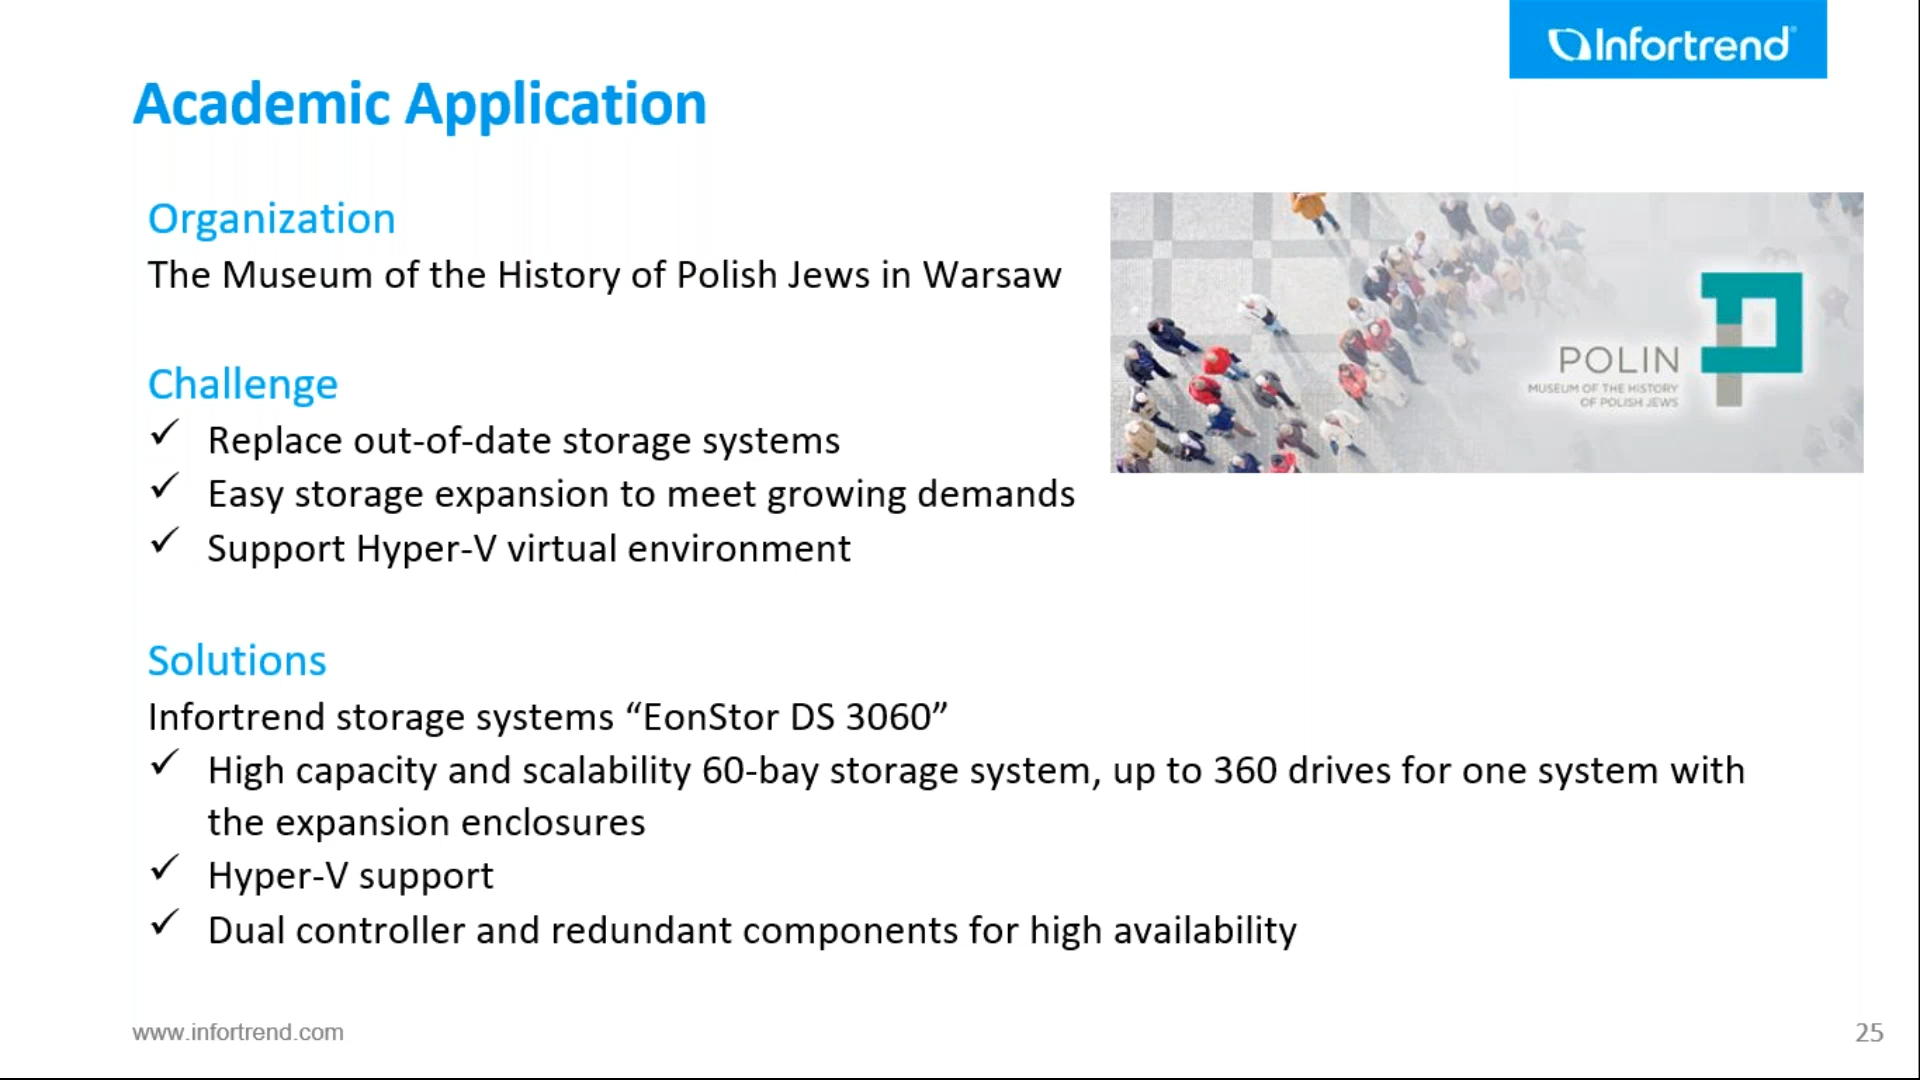 Infortrend
Academic Application
Organization
The Museum of the History of Polish Jews in Warsaw
POLIN
MUSEUM OF THE HISTORY
OF POLISH JEWS
Challenge
✓ Replace out-of-date storage systems
✓ Easy storage expansion to meet growing demands
✓ Support Hyper-V virtual environment
Solutions
Infortrend storage systems “EonStor DS 3060”
✓ High capacity and scalability 60-bay storage system, up to 360 drives for one system with
the expansion enclosures
✓ Hyper-V support
✓ Dual controller and redundant components for high availability
www.infortrend.com
25